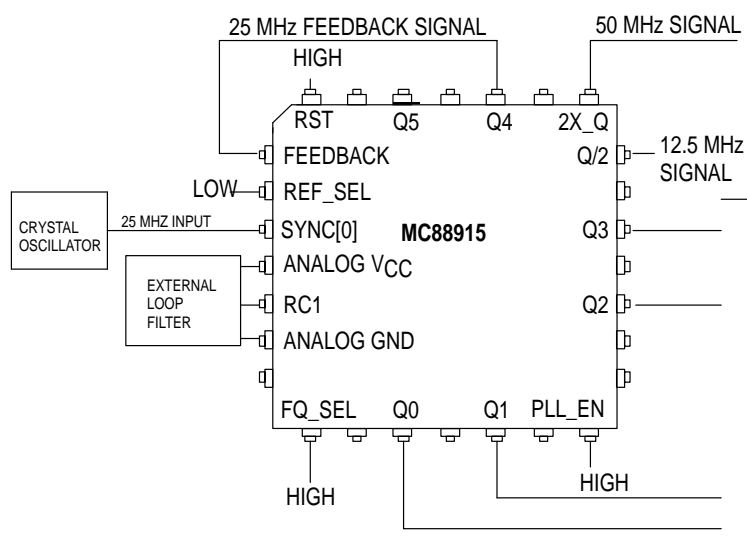 25 MHz FEEDBACK SIGNAL
50 MHz SIGNAL
HIGH
RST
Q5
Q4
2X_Q
FEEDBACK
Q/2
12.5 MHz
SIGNAL
LOW
REF_SEL
CRYSTAL
OSCILLATOR
25 MHZ INPUT
SYNC[0]
MC88915
Q3
ANALOG VCC
EXTERNAL
LOOP
FILTER
RC1
Q2
ANALOG GND
FQ_SEL
Q0
Q1
PLL_EN
HIGH
HIGH